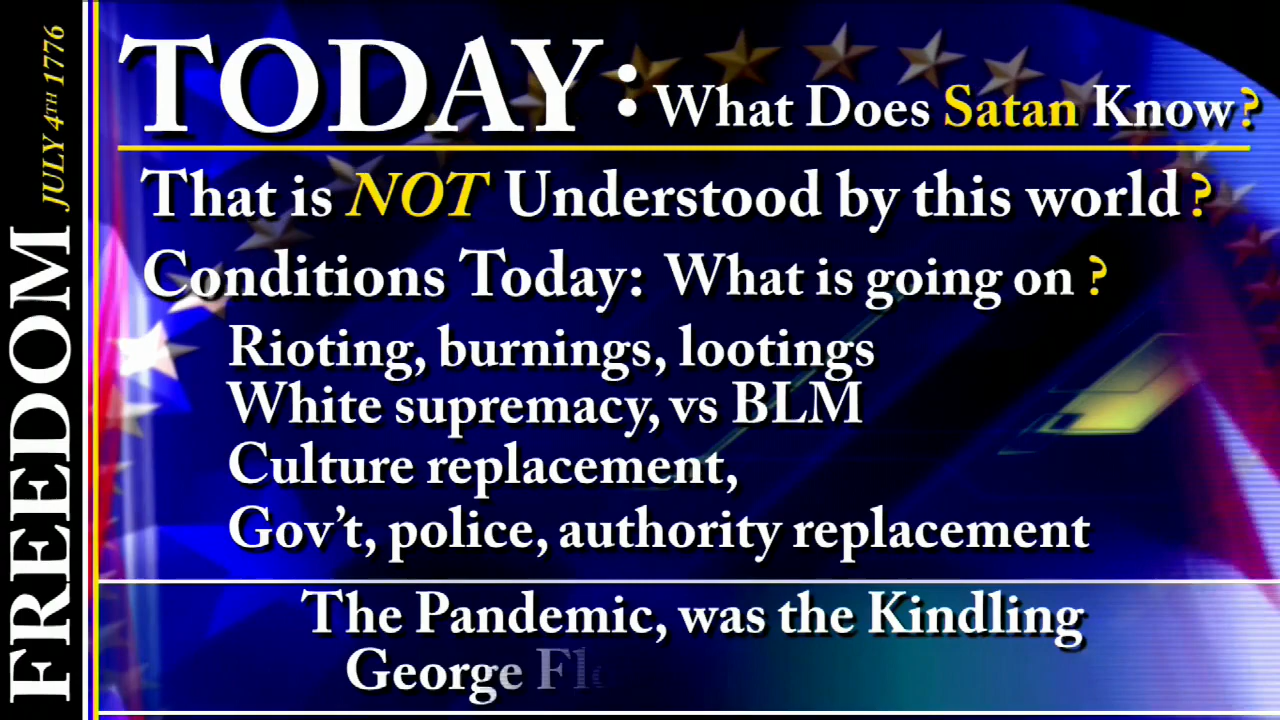 FREEDOM JULY 4TH 1776
TODAY: What Does Satan Know?
That is NOT Understood by this world?
Conditions Today: What is going on ?
Rioting, burnings, lootings
White supremacy, vs BLM
Culture replacement,
Gov't, police, authority replacement
The Pandemic, was the Kindling
George